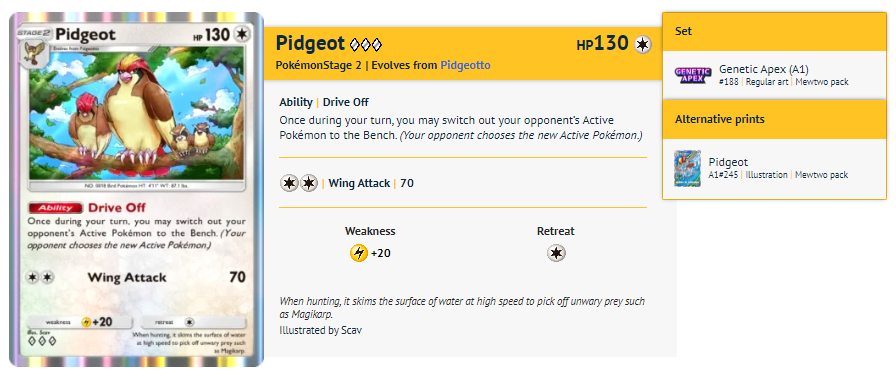 STAGE 2
Pidgeot
HP 130
Evolves from Pidgeotto
NO. 0018 Bird Pokémon HT: 4'11" WT: 87.1 lbs.
Ability Drive Off
Once during your turn, you may switch out your
opponent's Active Pokémon to the Bench. (Your
opponent chooses the new Active Pokémon.)
Wing Attack 70
weakness +20 retreat
Illus. Scav
When hunting, it skims the surface of water
at high speed to pick off unwary prey such
as Magikarp.
Pidgeot
HP130
PokémonStage 2 | Evolves from Pidgeotto
Ability | Drive Off
Once during your turn, you may switch out your opponent's Active
Pokémon to the Bench. (Your opponent chooses the new Active Pokémon.)
| Wing Attack | 70
Weakness Retreat
+20
When hunting, it skims the surface of water at high speed to pick off unwary prey such
as Magikarp.
Illustrated by Scav
Set
GENETIC APEX
Genetic Apex (A1)
#188 | Regular art | Mewtwo pack
Alternative prints
Pidgeot
A1#245 | Illustration | Mewtwo pack